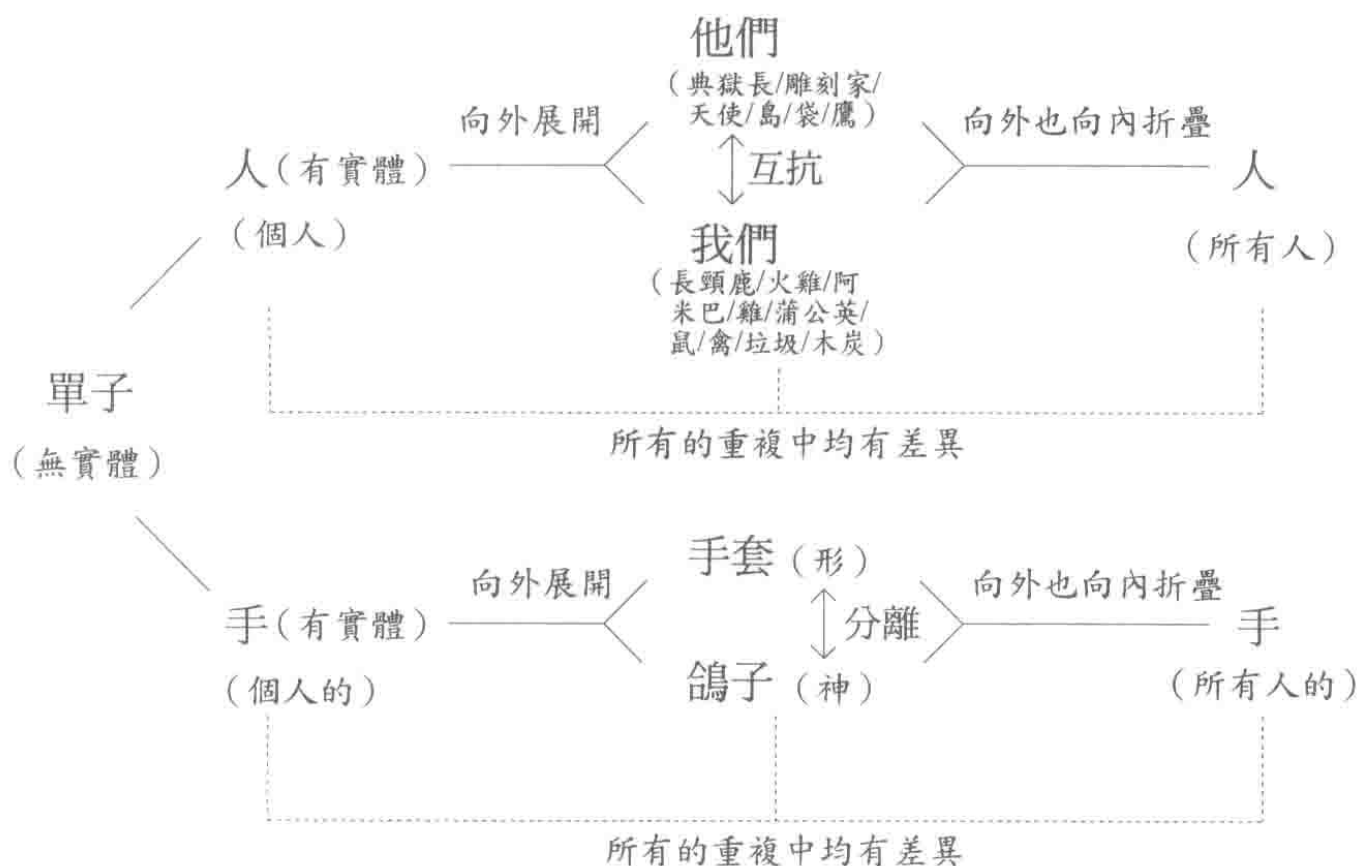 他們
（典獄長/雕刻家/
天使/島/袋/鷹）
向外展開
向外也向內折疊
人（有實體）
互抗
人
（個人）
我們
（所有人）
（長頸鹿/火雞/阿
米巴/雞/蒲公英/
鼠/禽/垃圾/木炭）
單子
（無實體）
所有的重複中均有差異
手套（形）
向外展開
向外也向內折疊
手（有實體）
分離
手
（個人的）
鴿子（神）
（所有人的）
所有的重複中均有差異